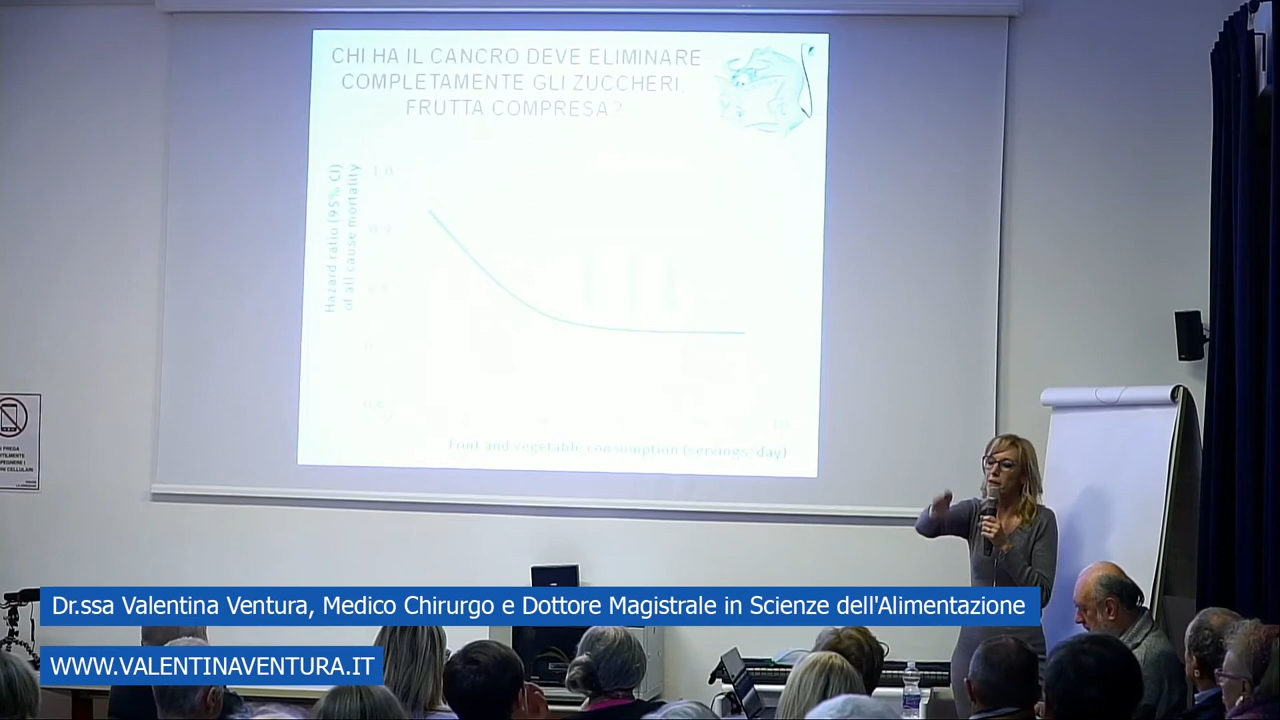 CHI HA IL CANCRO DEVE ELIMINARE
COMPLETAMENTE GLI ZUCCHERI,
FRUTTA COMPRESA?
Hazard ratio (95% CI)
of all cause mortality
1.0
Fruit and vegetable consumption (servings/day)
Dr.ssa Valentina Ventura, Medico Chirurgo e Dottore Magistrale in Scienze dell'Alimentazione
WWW.VALENTINAVENTURA.IT